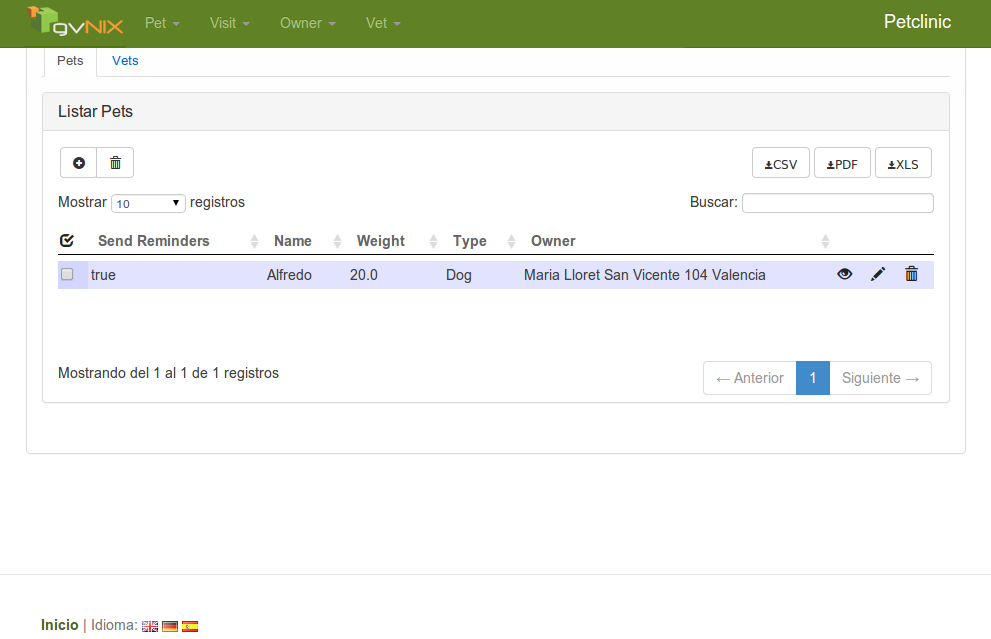 gvNIX Pet Visit Owner Vet Petclinic
Pets Vets
Listar Pets
CSV PDF XLS
Mostrar 10 registros Buscar:
Send Reminders Name Weight Type Owner
true Alfredo 20.0 Dog Maria Lloret San Vicente 104 Valencia
Mostrando del 1 al 1 de 1 registros
← Anterior 1 Siguiente →
Inicio | Idioma: